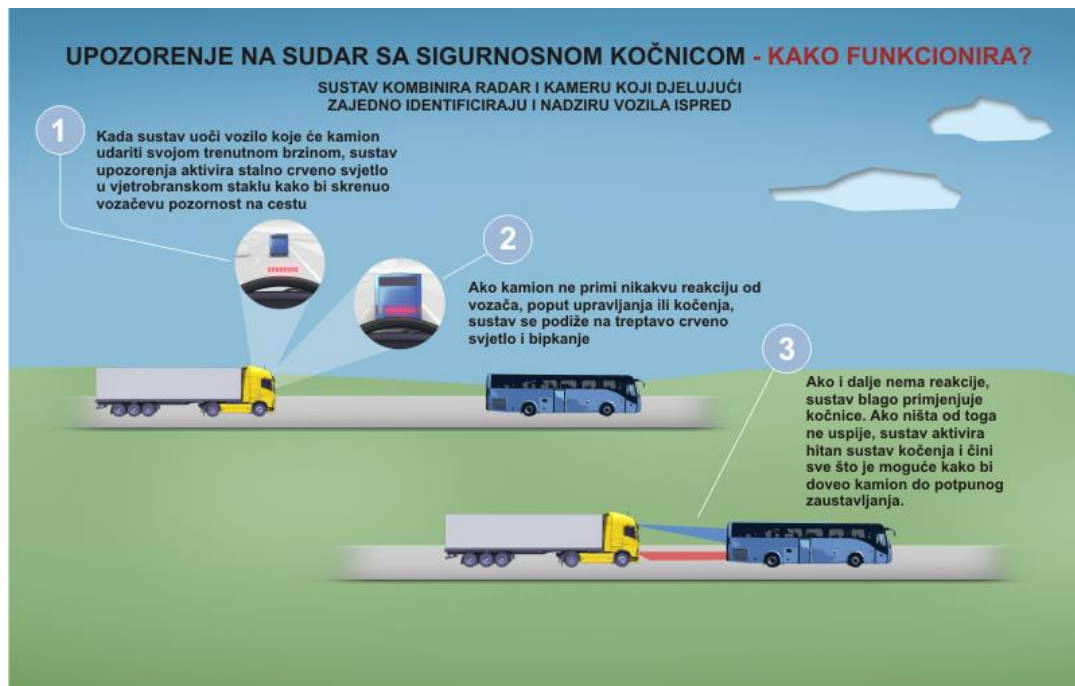 UPOZORENJE NA SUDAR SA SIGURNOSNOM KOČNICOM - KAKO FUNKCIONIRA?
SUSTAV KOMBINIRA RADAR I KAMERU KOJI DJELUJUĆI
ZAJEDNO IDENTIFICIRAJU I NADZIRU VOZILA ISPRED
1
Kada sustav uoči vozilo koje će kamion
udariti svojom trenutnom brzinom, sustav
upozorenja aktivira stalno crveno svjetlo
u vjetrobranskom staklu kako bi skrenuo
vozačevu pozornost na cestu
2
Ako kamion ne primi nikakvu reakciju od
vozača, poput upravljanja ili kočenja,
sustav se podiže na treptavo crveno
svjetlo i bipkanje
3
Ako i dalje nema reakcije,
sustav blago primjenjuje
kočnice. Ako ništa od toga
ne uspije, sustav aktivira
hitan sustav kočenja i čini
sve što je moguće kako bi
doveo kamion do potpunog
zaustavljanja.